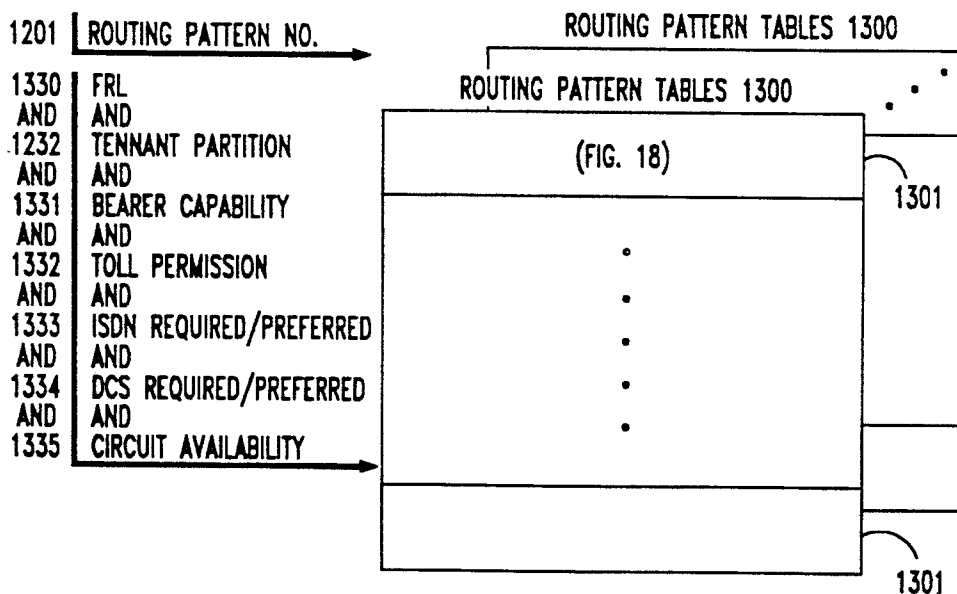 1201 ROUTING PATTERN NO.
ROUTING PATTERN TABLES 1300
1330 FRL
AND AND
1232 TENNANT PARTITION
AND AND
1331 BEARER CAPABILITY
AND AND
1332 TOLL PERMISSION
AND AND
1333 ISDN REQUIRED/PREFERRED
AND AND
1334 DCS REQUIRED/PREFERRED
AND AND
1335 CIRCUIT AVAILABILITY
ROUTING PATTERN TABLES 1300
(FIG. 18)
1301
1301